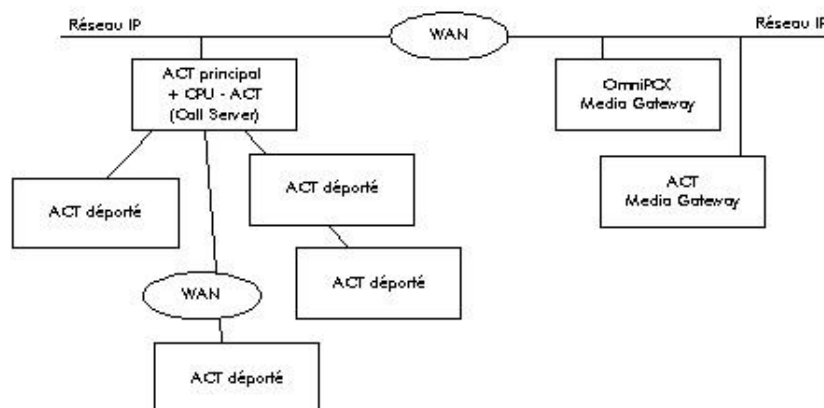 Réseau IP
WAN
Réseau IP
ACT principal
+ CPU - ACT
(Call Server)
OmniPCX
Media Gateway
ACT déporté
ACT déporté
ACT
Media Gateway
ACT déporté
WAN
ACT déporté